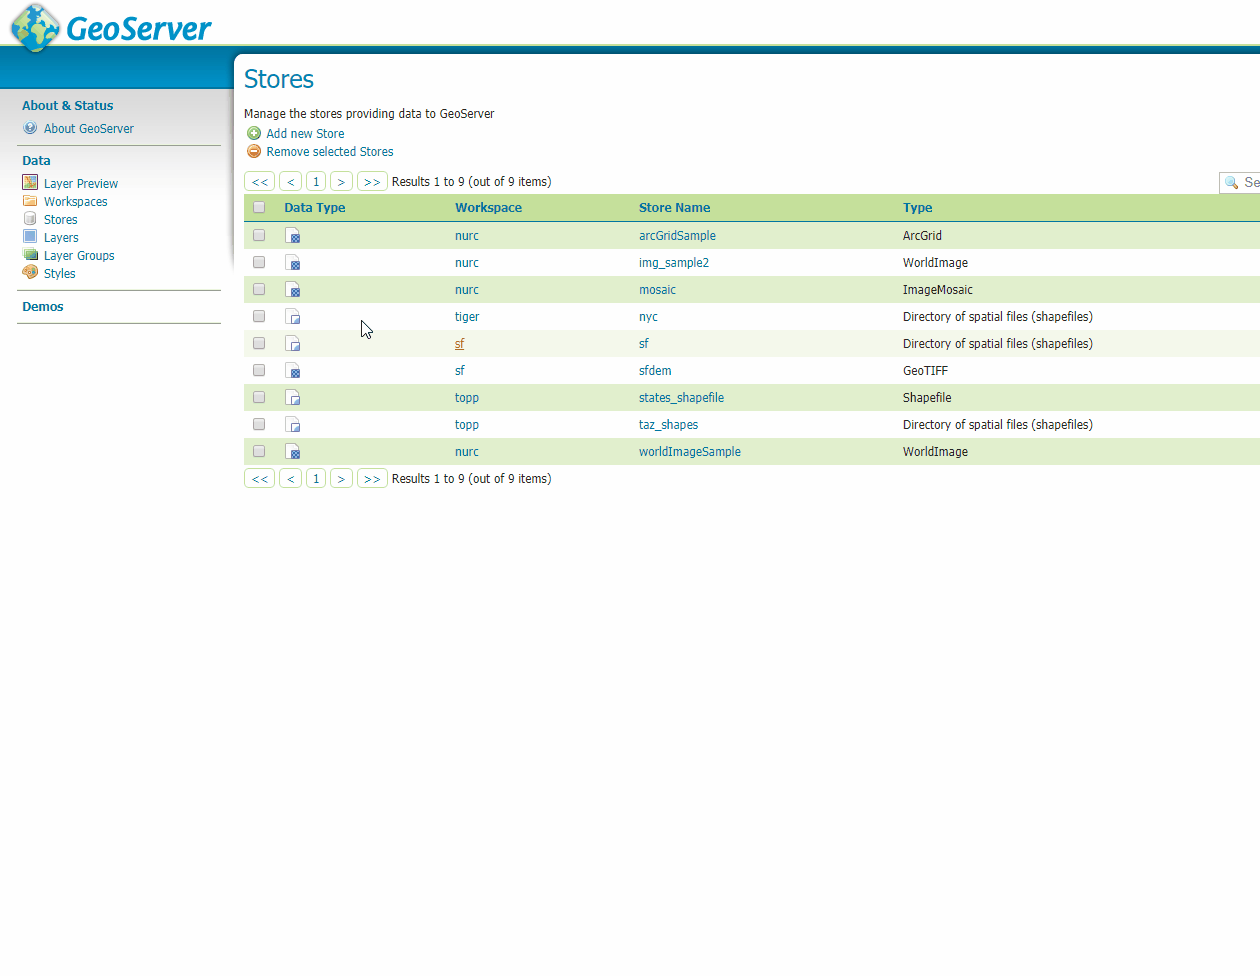 GeoServer
About & Status
About GeoServer
Data
Layer Preview
Workspaces
Stores
Layers
Layer Groups
Styles
Demos
Stores
Manage the stores providing data to GeoServer
Add new Store
Remove selected Stores
<< < 1 > >> Results 1 to 9 (out of 9 items) Se
Data Type Workspace Store Name Type
nurc arcGridSample ArcGrid
nurc img_sample2 WorldImage
nurc mosaic ImageMosaic
tiger nyc Directory of spatial files (shapefiles)
sf sf Directory of spatial files (shapefiles)
sf sfdem GeoTIFF
topp states_shapefile Shapefile
topp taz_shapes Directory of spatial files (shapefiles)
nurc worldImageSample WorldImage
<< < 1 > >> Results 1 to 9 (out of 9 items)